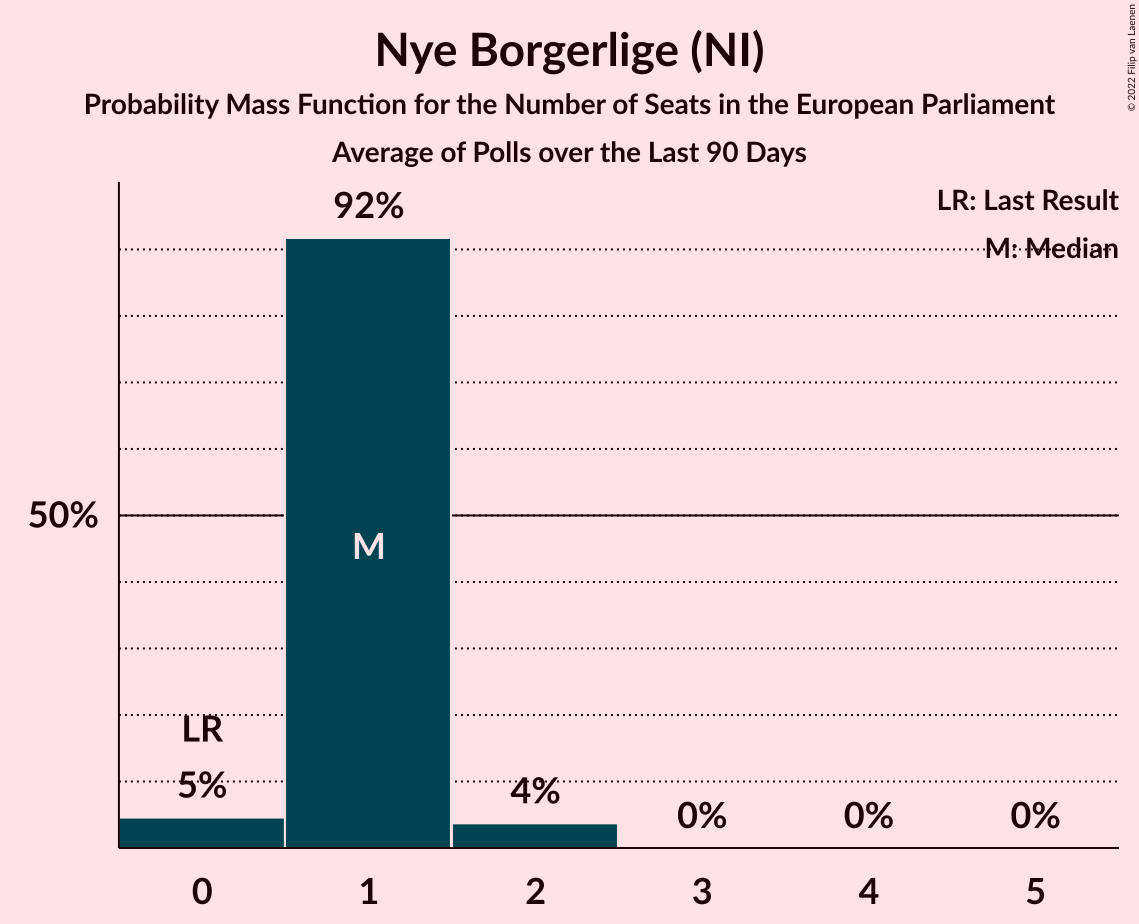 Nye Borgerlige (NI)
Probability Mass Function for the Number of Seats in the European Parliament
Average of Polls over the Last 90 Days
© 2022 Filip van Laenen
LR: Last Result
M: Median
92%
50%
M
LR
5%
4%
0%
0%
0%
0
1
2
3
4
5